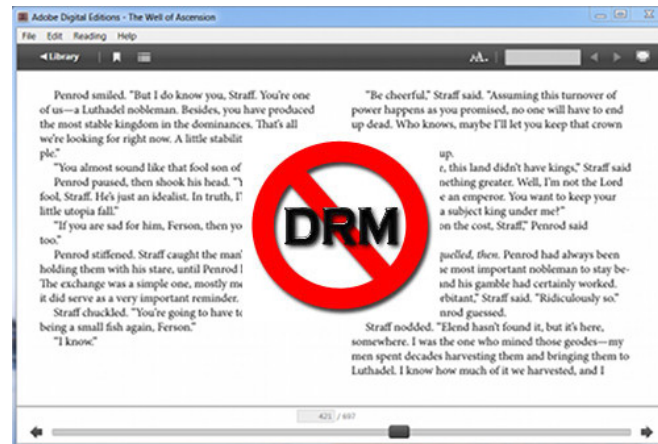 Adobe Digital Editions - The Well of Ascension
File Edit Reading Help
Library
AA
Penrod smiled. “But I do know you, Straff. You’re one
of us—a Luthadel nobleman. Besides, you have produced
the most stable kingdom in the dominances. That’s all
we’re looking for right now. A little stabilit
ple.”
“You almost sound like that fool son of
Penrod paused, then shook his head. “Y
fool, Straff. He’s just an idealist. In truth, I’
little utopia fall.”
“If you are sad for him, Ferson, then yo
too.”
Penrod stiffened. Straff caught the man’
holding them with his stare, until Penrod l
The exchange was a simple one, mostly me
it did serve as a very important reminder.
Straff chuckled. “You’re going to have to
being a small fish again, Ferson.”
“I know.”
“Be cheerful,” Straff said. “Assuming this turnover of
power happens as you promised, no one will have to end
up dead. Who knows, maybe I’ll let you keep that crown
up.
r, this land didn’t have kings,” Straff said
nething greater. Well, I’m not the Lord
e an emperor. You want to keep your
a subject king under me?”
on the cost, Straff,” Penrod said
quelled, then. Penrod had always been
e most important nobleman to stay be-
and his gamble had certainly worked.
rbitant,” Straff said. “Ridiculously so.”
nrod guessed.
Straff nodded. “Elend hasn’t found it, but it’s here,
somewhere. I was the one who mined those geodes—my
men spent decades harvesting them and bringing them to
Luthadel. I know how much of it we harvested, and I
DRM
421 / 697